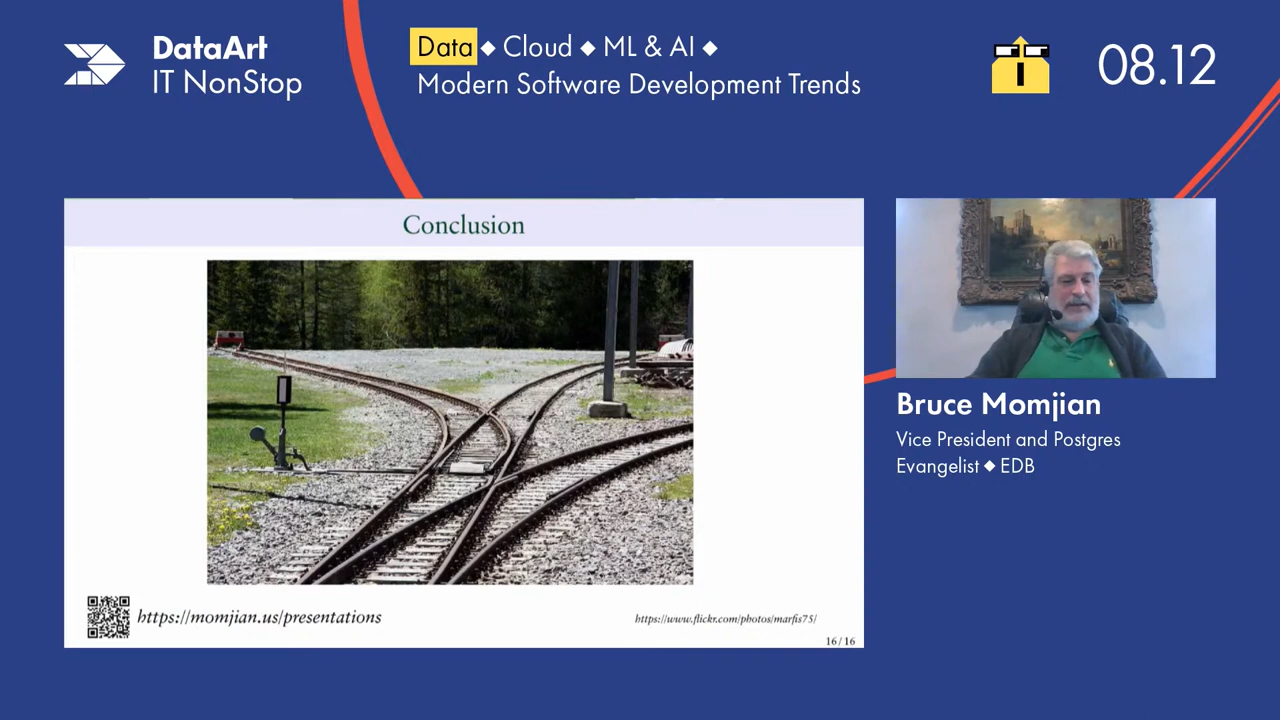 DataArt
IT NonStop
Data ◆ Cloud ◆ ML & AI ◆
Modern Software Development Trends
08.12
Conclusion
https://momjian.us/presentations
https://www.flickr.com/photos/marfis75/
16 / 16
Bruce Momjian
Vice President and Postgres
Evangelist ◆ EDB